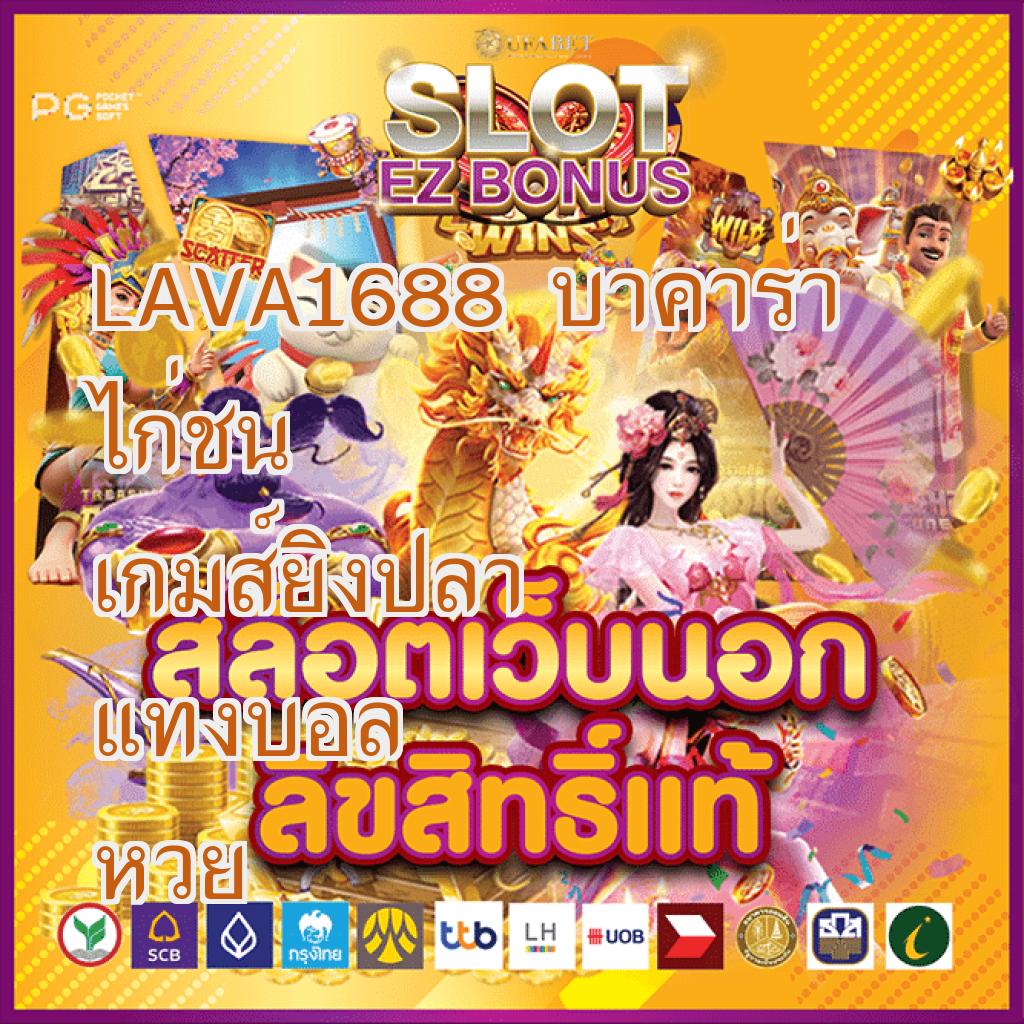 UFABET
PG POCKET GAMES SOFT
SLOT
EZ BONUS
WINS
SCATTER
WILD
LAVA1688 บาคาร่า
ไก่ชน
เกมส์ยิงปลา
สล็อตเว็บนอก
แทงบอล
ลิขสิทธิ์แท้
หวย
SCB
กรุงไทย
ttb
LH
UOB